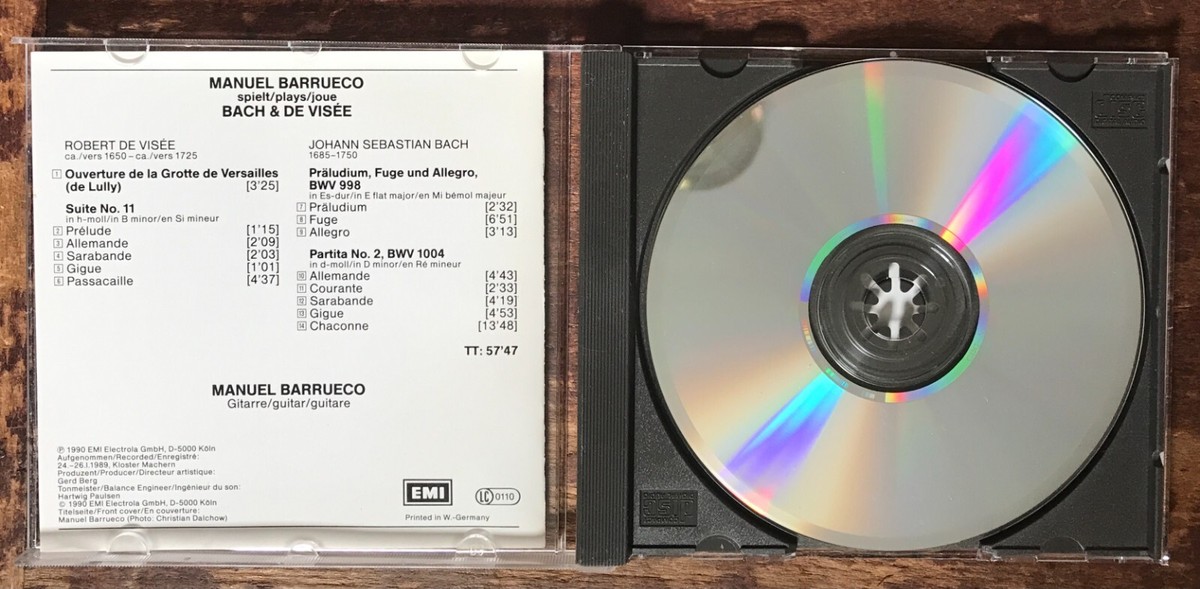 MANUEL BARRUECO
spielt/plays/joue
BACH & DE VISÉE
ROBERT DE VISÉE
ca./vers 1650 – ca./vers 1725
1 Ouverture de la Grotte de Versailles
(de Lully) [3'25]
Suite No. 11
in h-moll/in B minor/en Si mineur
2 Prélude [1'15]
3 Allemande [2'09]
4 Sarabande [2'03]
5 Gigue [1'01]
6 Passacaille [4'37]
JOHANN SEBASTIAN BACH
1685–1750
Präludium, Fuge und Allegro,
BWV 998
in Es-dur/in E flat major/en Mi bémol majeur
7 Präludium [2'32]
8 Fuge [6'51]
9 Allegro [3'13]
Partita No. 2, BWV 1004
in d-moll/in D minor/en Ré mineur
10 Allemande [4'43]
11 Courante [2'33]
12 Sarabande [4'19]
13 Gigue [4'53]
14 Chaconne [13'48]
TT: 57'47
MANUEL BARRUECO
Gitarre/guitar/guitare
℗ 1990 EMI Electrola GmbH, D-5000 Köln
Aufgenommen/Recorded/Enregistré:
24.–26.I.1989, Kloster Machern
Produzent/Producer/Directeur artistique:
Gerd Berg
Tonmeister/Balance Engineer/Ingénieur du son:
Hartwig Paulsen
© 1990 EMI Electrola GmbH, D-5000 Köln
Titelseite/Front cover/En couverture:
Manuel Barrueco (Photo: Christian Dalchow)
EMI
LC 0110
Printed in W.-Germany